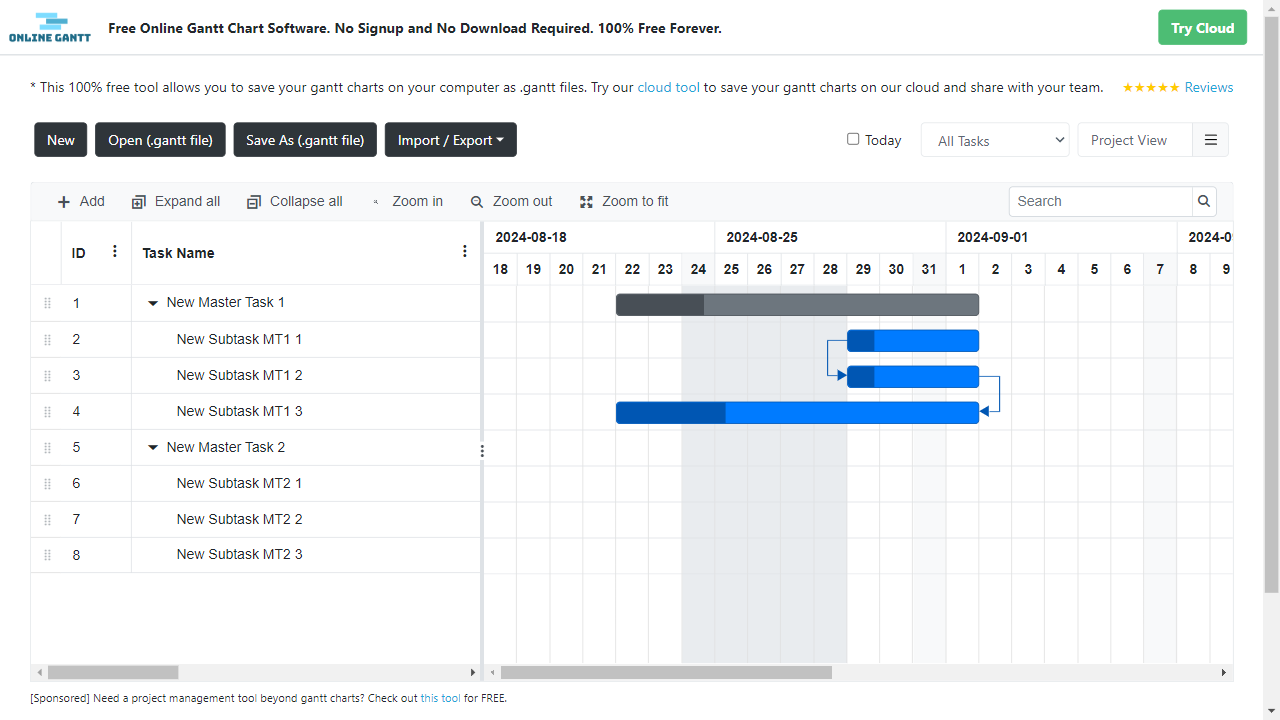 ONLINE GANTT
Free Online Gantt Chart Software. No Signup and No Download Required. 100% Free Forever.
Try Cloud
* This 100% free tool allows you to save your gantt charts on your computer as .gantt files. Try our cloud tool to save your gantt charts on our cloud and share with your team. ★★★★★ Reviews
New Open (.gantt file) Save As (.gantt file) Import / Export Today All Tasks Project View
Add Expand all Collapse all Zoom in Zoom out Zoom to fit Search
ID Task Name
2024-08-18 2024-08-25 2024-09-01 2024-0
18 19 20 21 22 23 24 25 26 27 28 29 30 31 1 2 3 4 5 6 7 8 9
1 New Master Task 1
2 New Subtask MT1 1
3 New Subtask MT1 2
4 New Subtask MT1 3
5 New Master Task 2
6 New Subtask MT2 1
7 New Subtask MT2 2
8 New Subtask MT2 3
[Sponsored] Need a project management tool beyond gantt charts? Check out this tool for FREE.